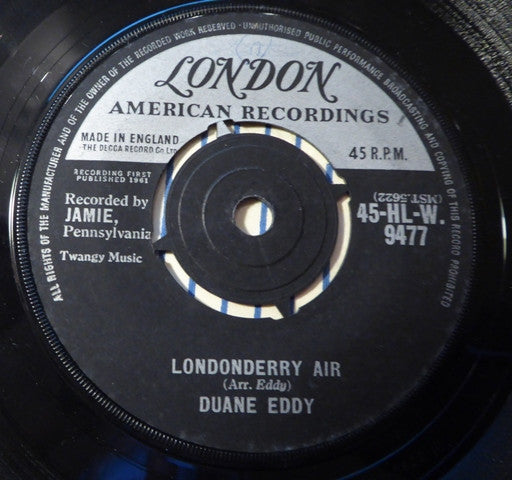 ALL RIGHTS OF THE MANUFACTURER AND OF THE OWNER OF THE RECORDED WORK RESERVED - UNAUTHORISED PUBLIC PERFORMANCE BROADCASTING AND COPYING OF THIS RECORD PROHIBITED
LONDON
AMERICAN RECORDINGS
MADE IN ENGLAND
THE DECCA RECORD Co LTD
45 R.P.M.
RECORDING FIRST
PUBLISHED 1961
Recorded by
JAMIE,
Pennsylvania
Twangy Music
(MST.5622)
45-HL-W.
9477
LONDONDERRY AIR
(Arr. Eddy)
DUANE EDDY